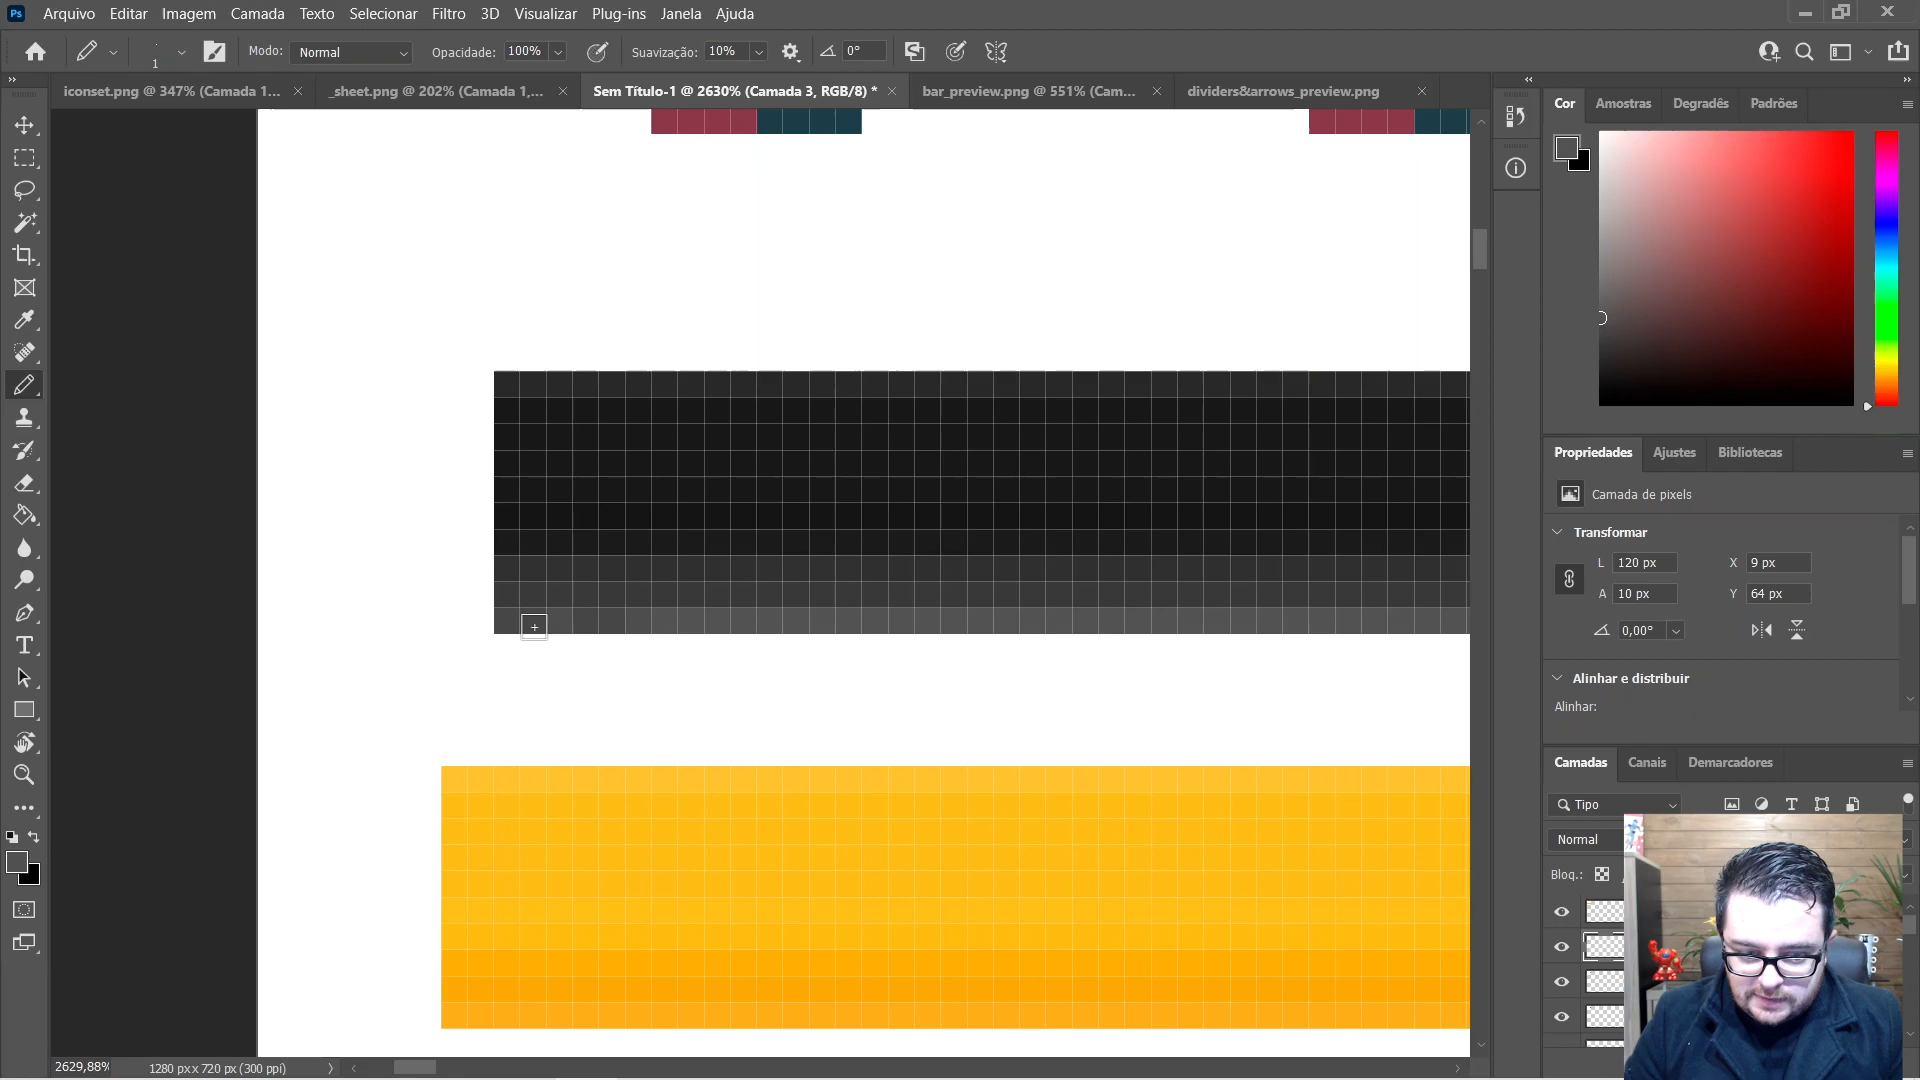 Ps Arquivo Editar Imagem Camada Texto Selecionar Filtro 3D Visualizar Plug-ins Janela Ajuda
1 Modo: Normal Opacidade: 100% Suavização: 10% 0°
iconset.png @ 347% (Camada 1... _sheet.png @ 202% (Camada 1,... Sem Título-1 @ 2630% (Camada 3, RGB/8) * bar_preview.png @ 551% (Cam... dividers&arrows_preview.png
Cor Amostras Degradês Padrões
Propriedades Ajustes Bibliotecas
Camada de pixels
Transformar
L 120 px X 9 px
A 10 px Y 64 px
0,00°
Alinhar e distribuir
Alinhar:
Camadas Canais Demarcadores
Tipo
Normal
Bloq.:
2629,88% 1280 px x 720 px (300 ppi)